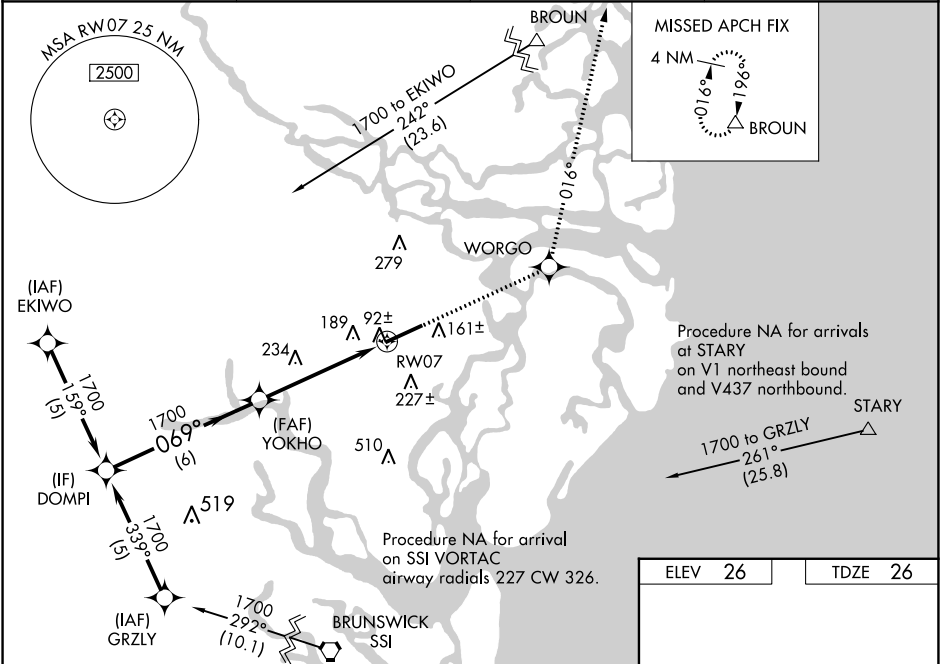 MSA RW07 25 NM
2500
BROUN
1700 to EKIWO
242°
(23.6)
MISSED APCH FIX
4 NM
016°
196°
BROUN
016°
WORGO
279
(IAF)
EKIWO
189
92±
161±
234
RW07
227±
Procedure NA for arrivals
at STARY
on V1 northeast bound
and V437 northbound.
1700
159°
(5)
1700
069°
(6)
(FAF)
YOKHO
STARY
1700 to GRZLY
261°
(25.8)
510
(IF)
DOMPI
519
1700
339°
(5)
Procedure NA for arrival
on SSI VORTAC
airway radials 227 CW 326.
ELEV 26
TDZE 26
(IAF)
GRZLY
1700
292°
(10.1)
BRUNSWICK
SSI